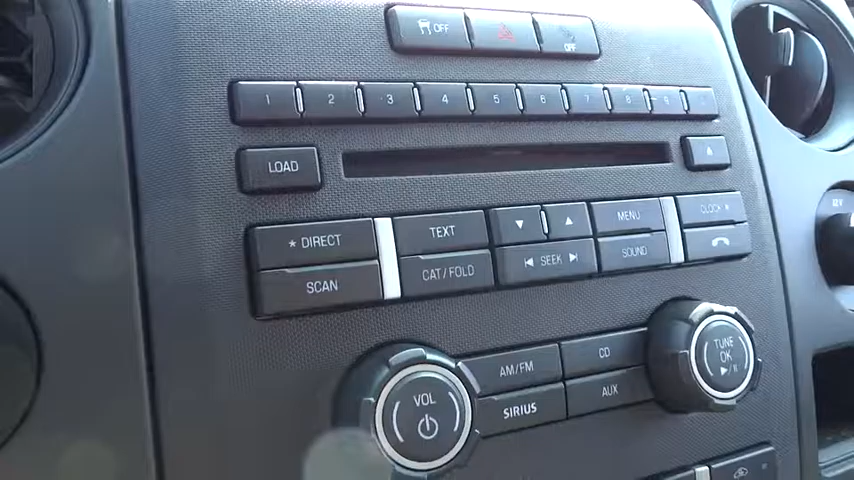 OFF OFF
1 2 3 4 5 6 7 8 9 0
LOAD
* DIRECT TEXT MENU CLOCK
SCAN CAT/FOLD SEEK SOUND
AM/FM CD
SIRIUS AUX
VOL
TUNE
OK